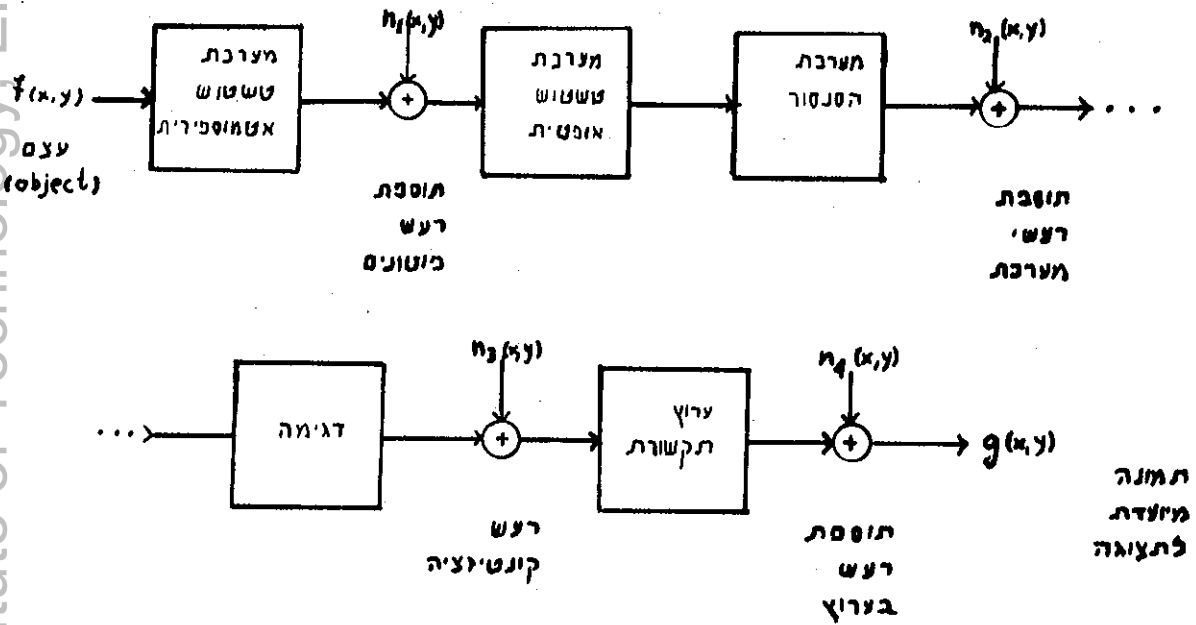 f(x,y)
עצם
(object)
מערכת
טשטוש
אטמוספירית
n₁(x,y)
+
תוספת
רעש
פוטונים
מערכת
טשטוש
אופטית
מערכת
הסנסור
n₂(x,y)
+
תוספת
רעשי
מערכת
...
...
דגימה
n₃(x,y)
+
רעש
קונטיזציה
ערוץ
תקשורת
n₄(x,y)
+
תוספת
רעש
בערוץ
g(x,y)
תמונה
מיועדת
לתצוגה